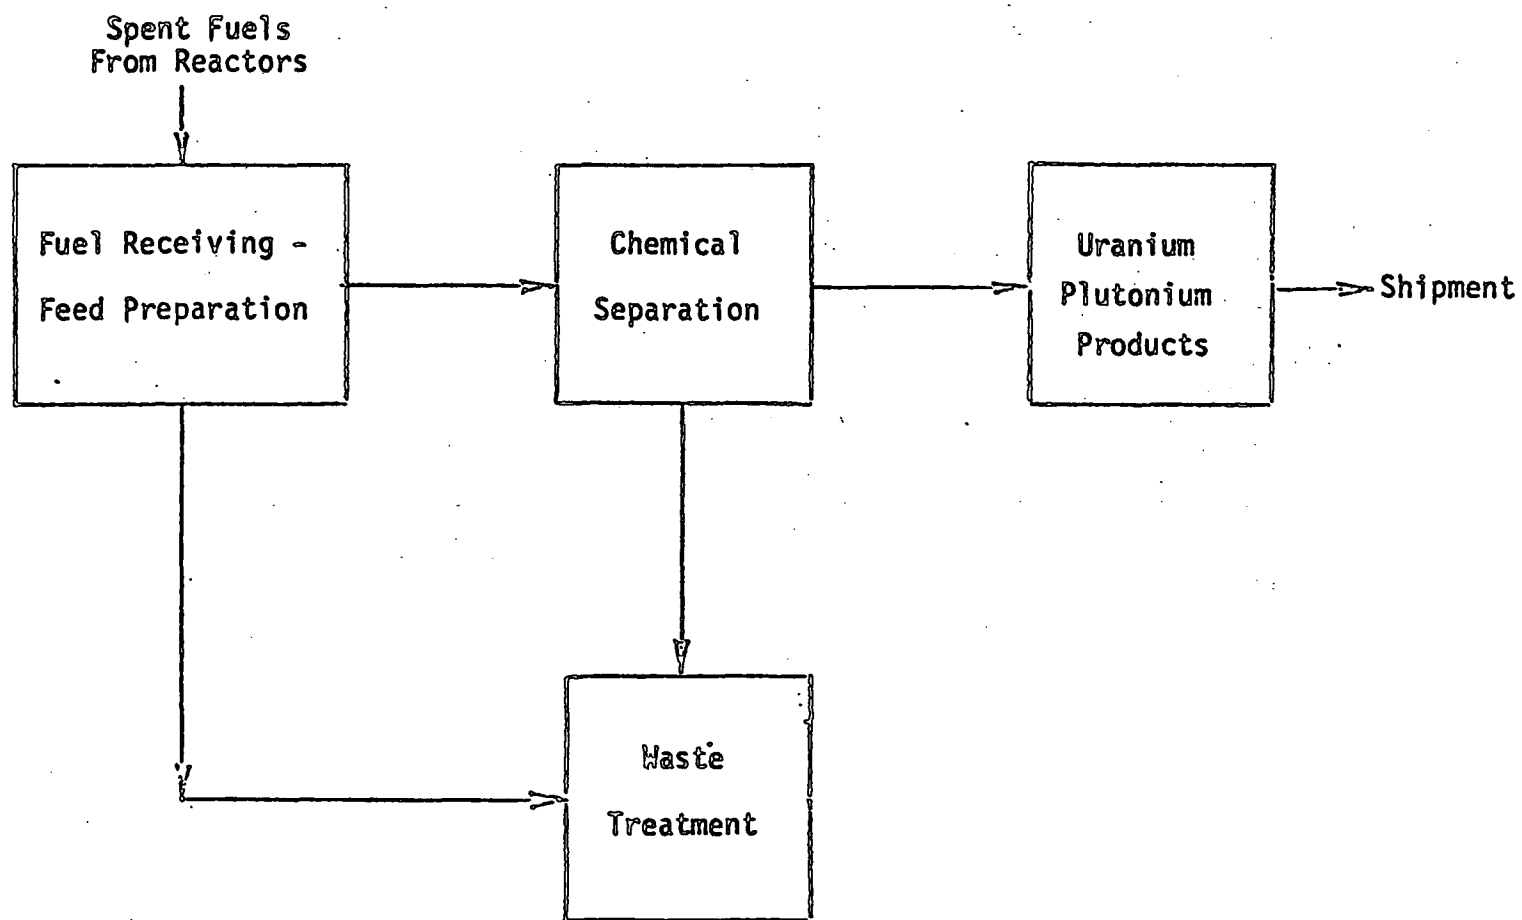 Spent Fuels
From Reactors
Fuel Receiving -
Feed Preparation
Chemical
Separation
Uranium
Plutonium
Products
Shipment
Waste
Treatment